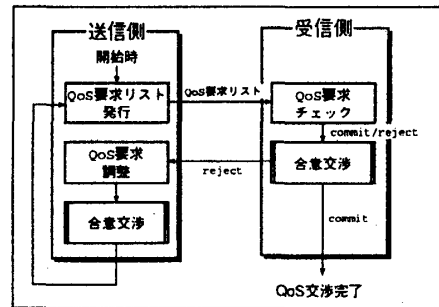 送信側
受信側
開始時
QoS要求リスト
発行
QoS要求リスト
QoS要求
チェック
commit/reject
QoS要求
調整
reject
合意交渉
合意交渉
commit
QoS交渉完了